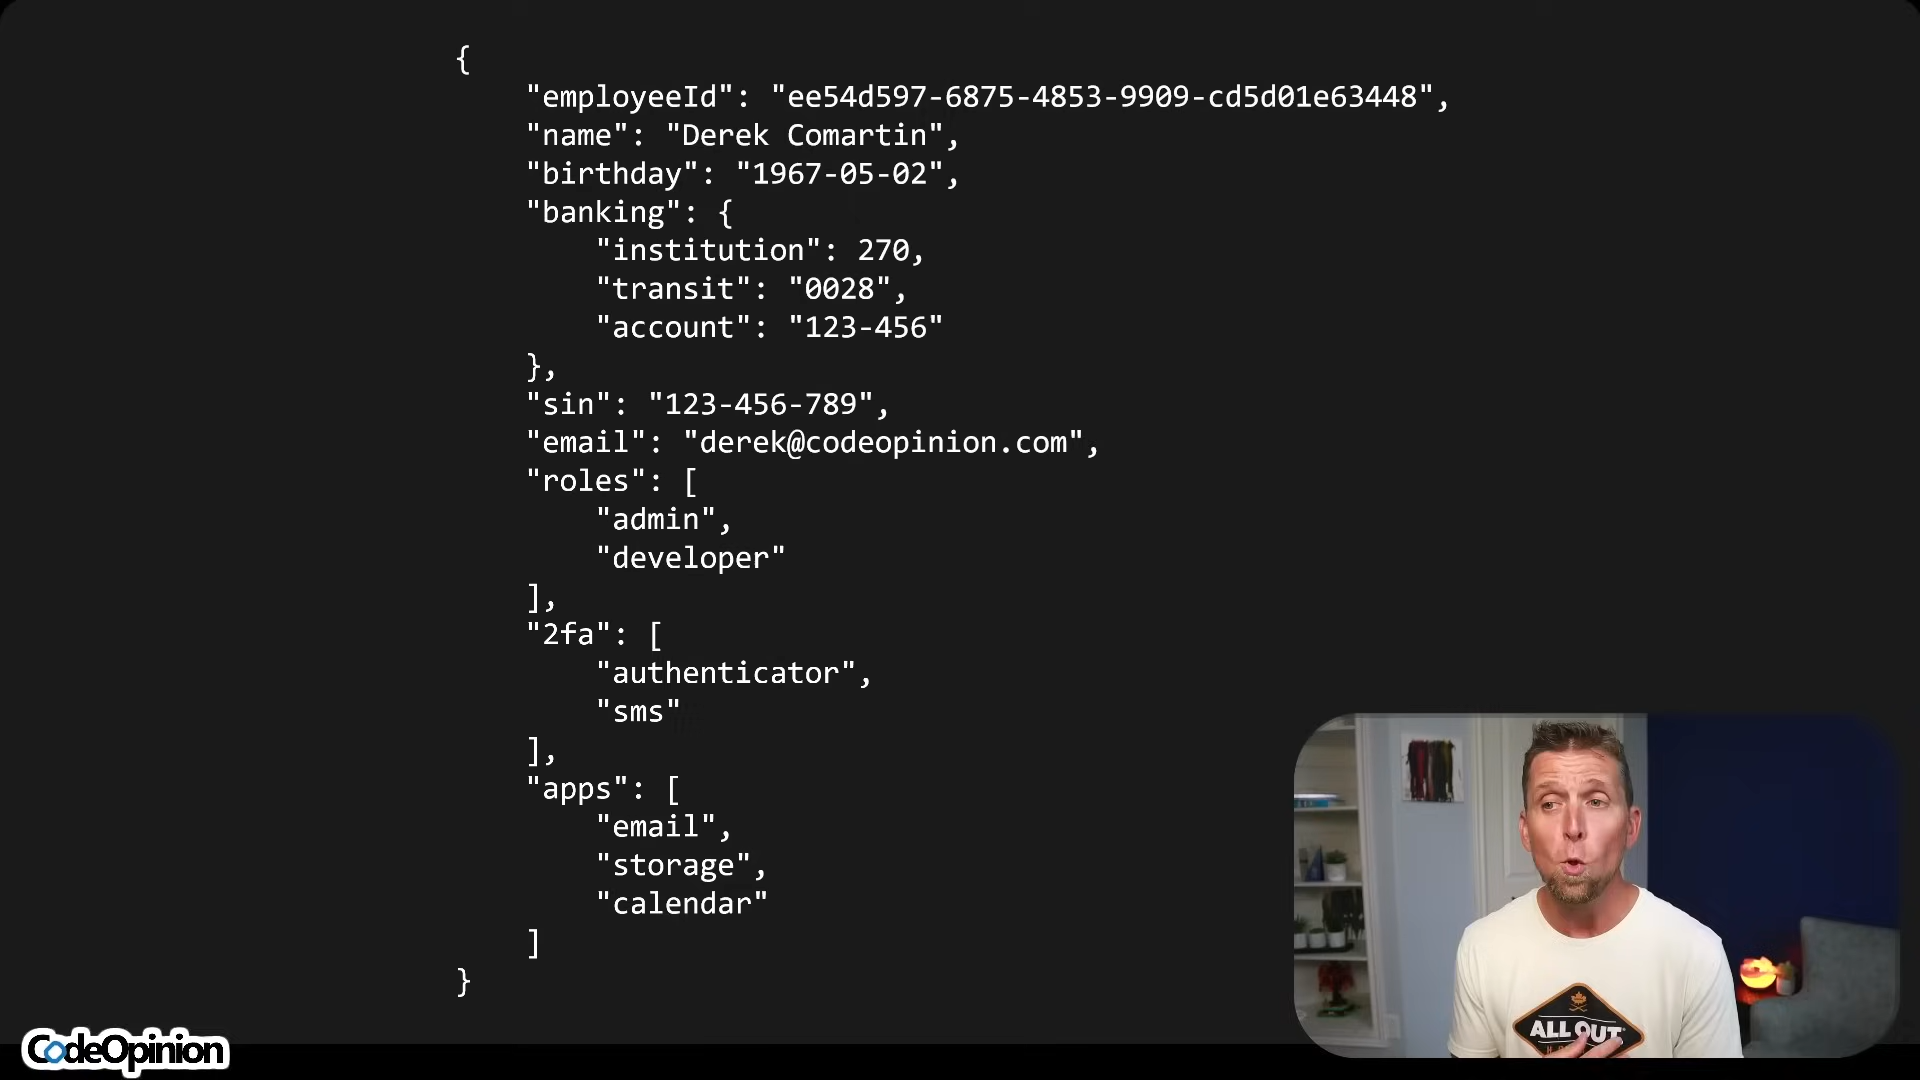 {
"employeeId": "ee54d597-6875-4853-9909-cd5d01e63448",
"name": "Derek Comartin",
"birthday": "1967-05-02",
"banking": {
"institution": 270,
"transit": "0028",
"account": "123-456"
},
"sin": "123-456-789",
"email": "derek@codeopinion.com",
"roles": [
"admin",
"developer"
],
"2fa": [
"authenticator",
"sms"
],
"apps": [
"email",
"storage",
"calendar"
]
}
ALL OUT
CodeOpinion